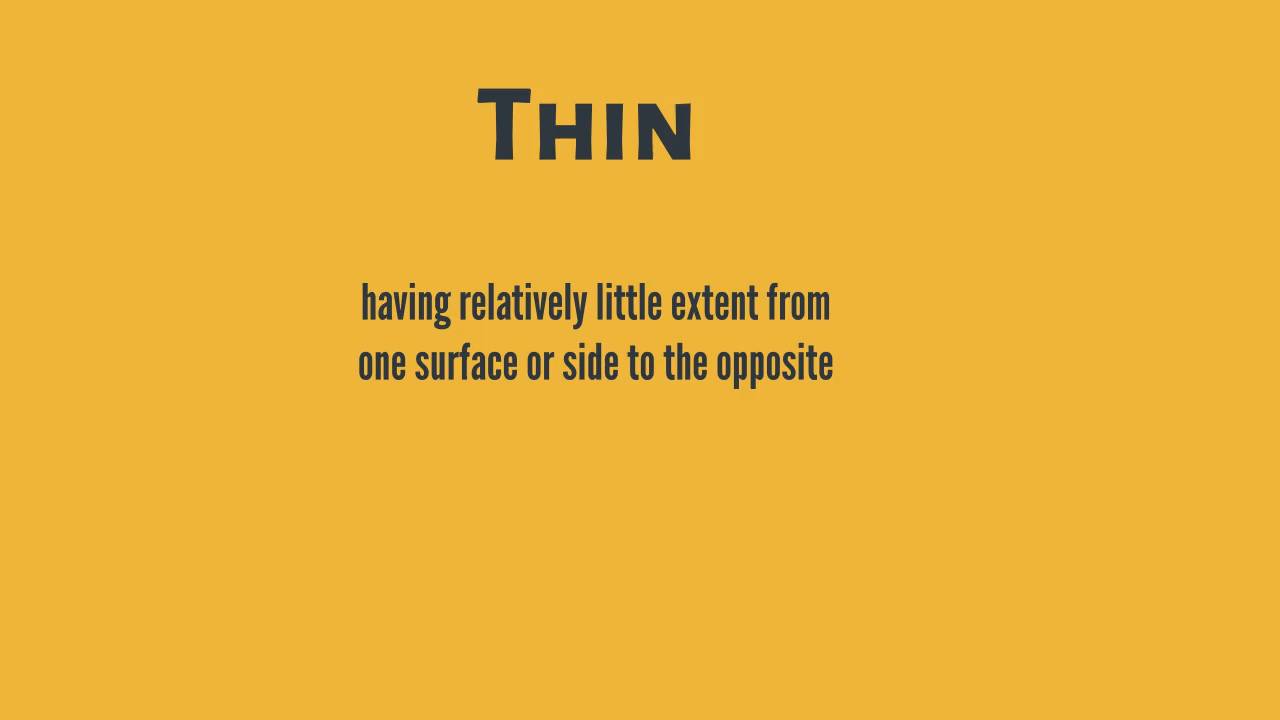 Thin
having relatively little extent from
one surface or side to the opposite